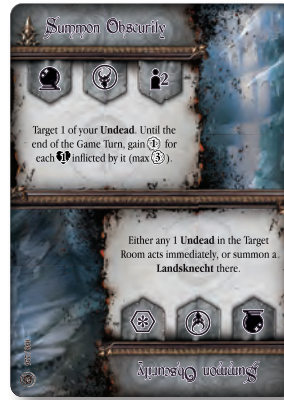 Summon Obscurity
2
Target 1 of your Undead. Until the
end of the Game Turn, gain 1 for
each 1 inflicted by it (max 3).
Either any 1 Undead in the Target
Room acts immediately, or summon a
Landsknecht there.
Summon Obscurity